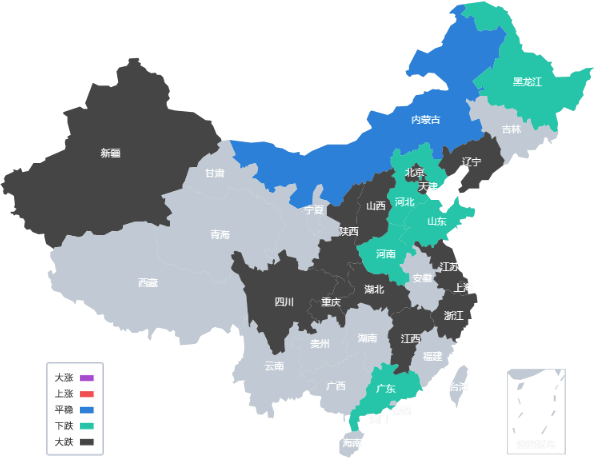 黑龙江
内蒙古
吉林
新疆
辽宁
甘肃
北京
天津
河北
山西
宁夏
山东
青海
陕西
河南
江苏
安徽
西藏
上海
湖北
四川
重庆
浙江
江西
湖南
贵州
福建
云南
广西
广东
台湾
海南
大涨
上涨
平稳
下跌
大跌